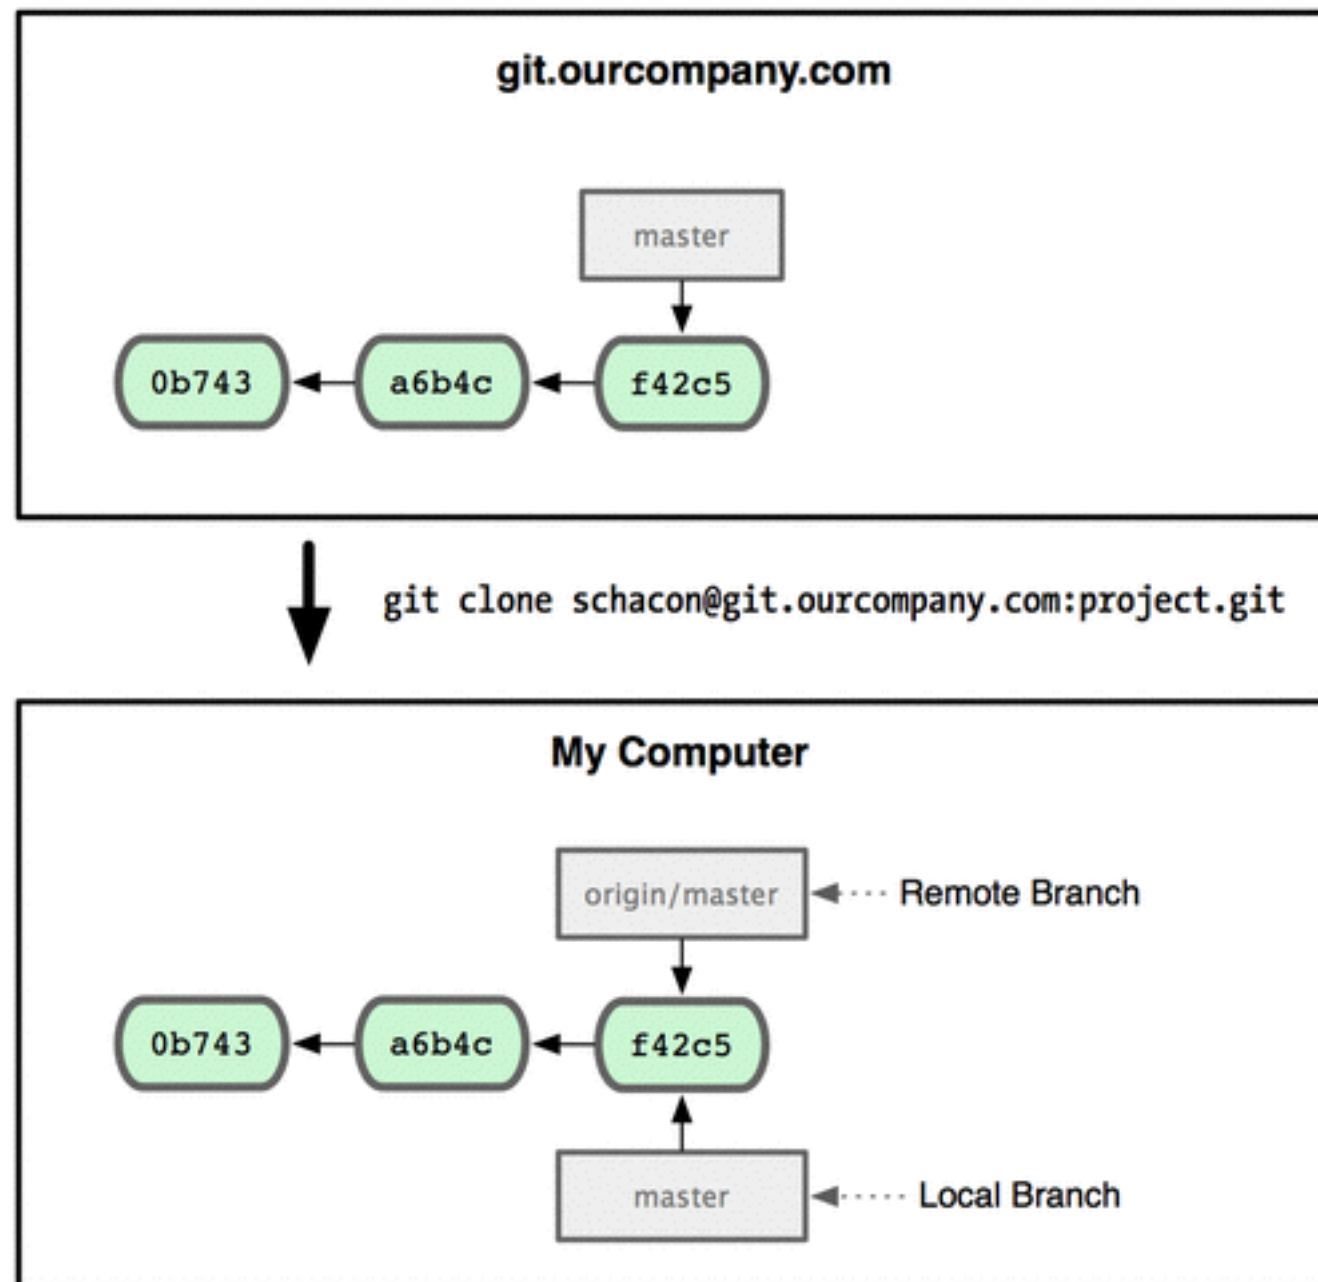 git.ourcompany.com
master
0b743 a6b4c f42c5
git clone schacon@git.ourcompany.com:project.git
My Computer
origin/master Remote Branch
0b743 a6b4c f42c5
master Local Branch